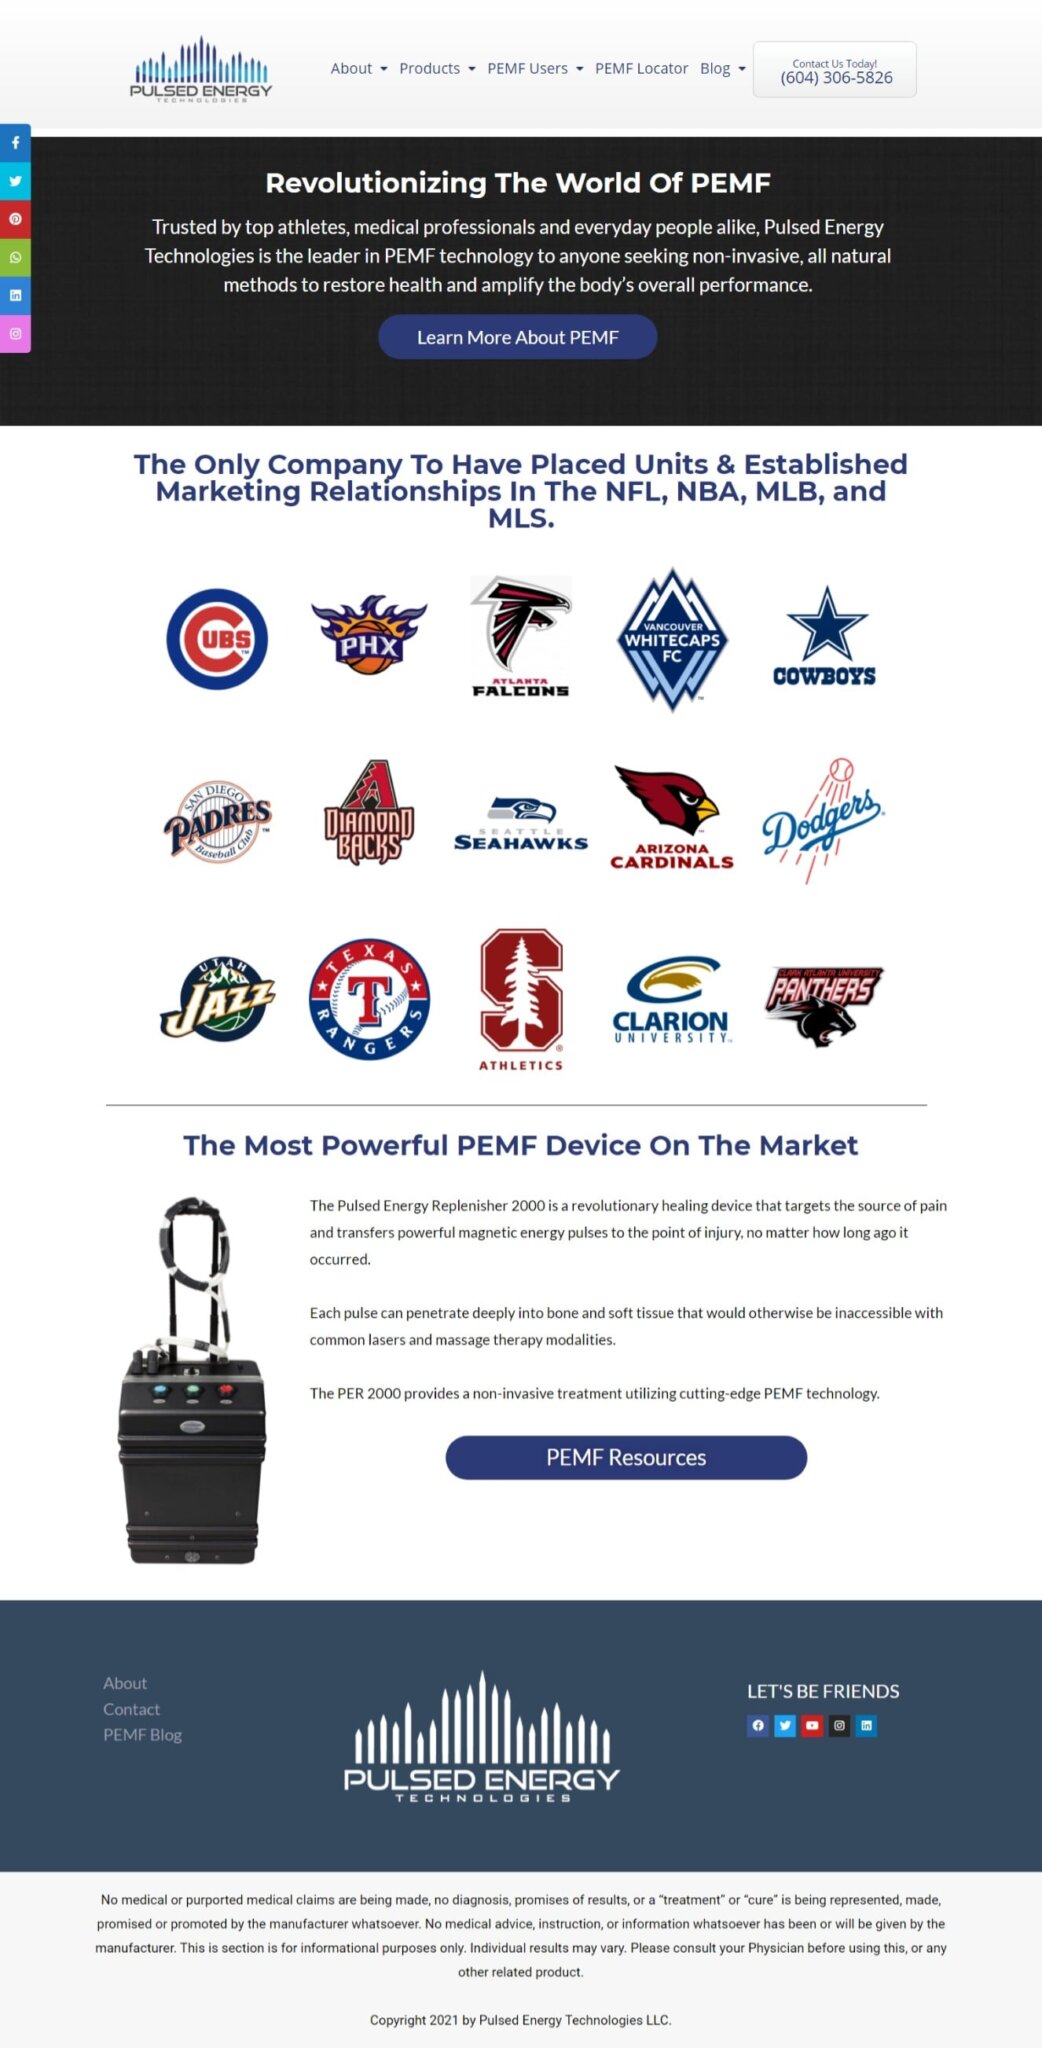 PULSED ENERGY
TECHNOLOGIES
About
Products
PEMF Users
PEMF Locator
Blog
Contact Us Today!
(604) 306-5826
Revolutionizing The World Of PEMF
Trusted by top athletes, medical professionals and everyday people alike, Pulsed Energy
Technologies is the leader in PEMF technology to anyone seeking non-invasive, all natural
methods to restore health and amplify the body’s overall performance.
Learn More About PEMF
The Only Company To Have Placed Units & Established
Marketing Relationships In The NFL, NBA, MLB, and
MLS.
CUBS
TM
PHX
ATLANTA
FALCONS
VANCOUVER
WHITECAPS
FC
TM
COWBOYS
SAN DIEGO
PADRES
Baseball Club
TM
DIAMOND
BACKS
SEATTLE
SEAHAWKS
ARIZONA
CARDINALS
Dodgers
UTAH
JAZZ
TEXAS
T
RANGERS
S
ATHLETICS
CLARION
UNIVERSITY
CLARK ATLANTA UNIVERSITY
PANTHERS
The Most Powerful PEMF Device On The Market
The Pulsed Energy Replenisher 2000 is a revolutionary healing device that targets the source of pain
and transfers powerful magnetic energy pulses to the point of injury, no matter how long ago it
occurred.
Each pulse can penetrate deeply into bone and soft tissue that would otherwise be inaccessible with
common lasers and massage therapy modalities.
The PER 2000 provides a non-invasive treatment utilizing cutting-edge PEMF technology.
PEMF Resources
About
Contact
PEMF Blog
PULSED ENERGY
TECHNOLOGIES
LET'S BE FRIENDS
No medical or purported medical claims are being made, no diagnosis, promises of results, or a “treatment” or “cure” is being represented, made,
promised or promoted by the manufacturer whatsoever. No medical advice, instruction, or information whatsoever has been or will be given by the
manufacturer. This is section is for informational purposes only. Individual results may vary. Please consult your Physician before using this, or any
other related product.
Copyright 2021 by Pulsed Energy Technologies LLC.